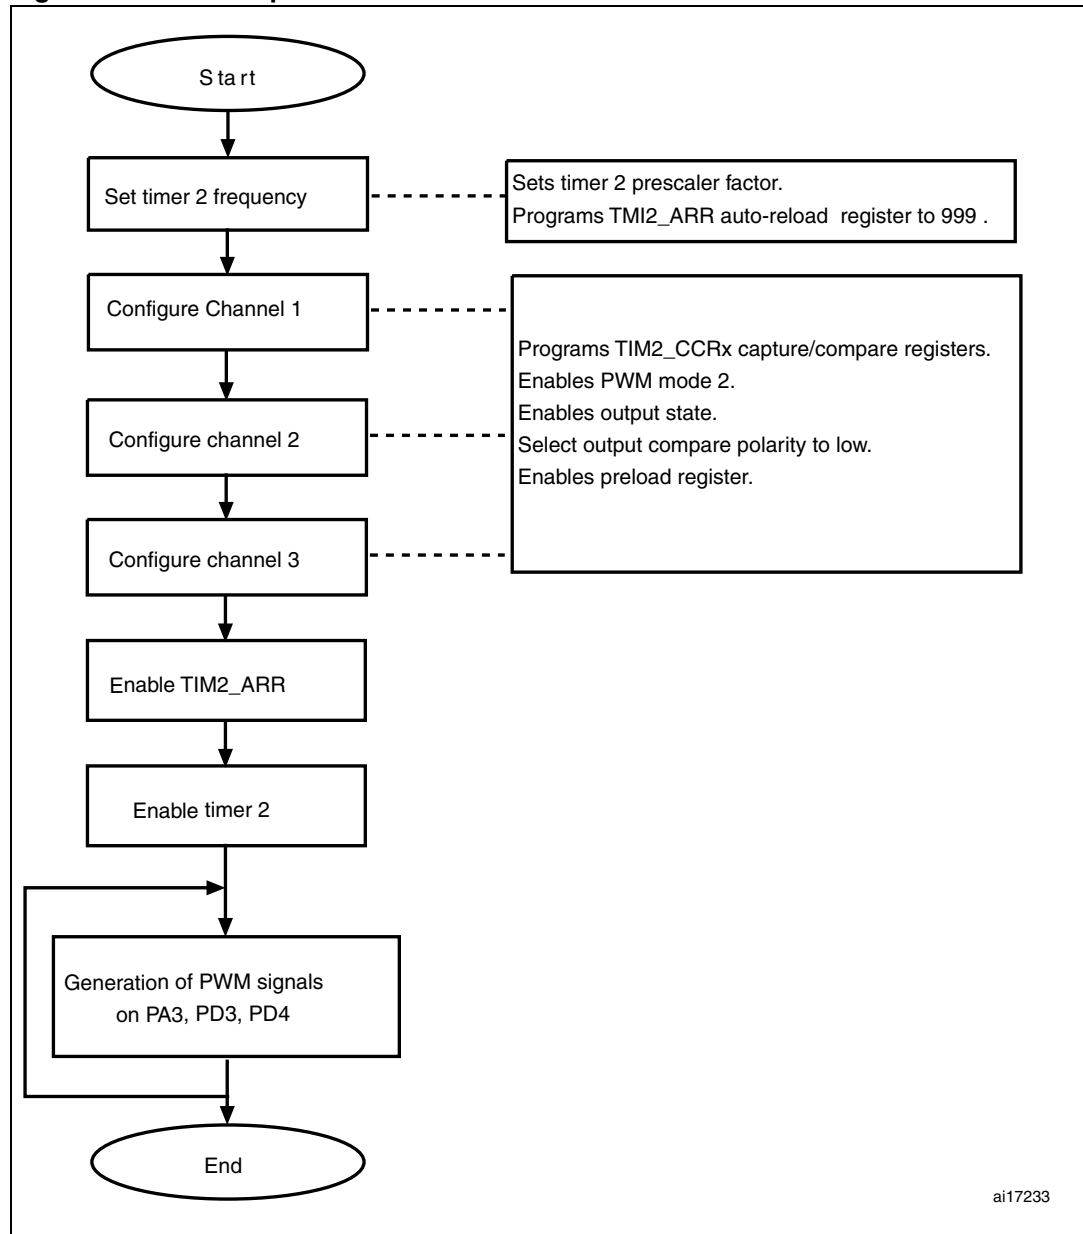 Start
Set timer 2 frequency
Sets timer 2 prescaler factor.
Programs TMI2_ARR auto-reload register to 999 .
Configure Channel 1
Programs TIM2_CCRx capture/compare registers.
Enables PWM mode 2.
Enables output state.
Select output compare polarity to low.
Enables preload register.
Configure channel 2
Configure channel 3
Enable TIM2_ARR
Enable timer 2
Generation of PWM signals
on PA3, PD3, PD4
End
ai17233